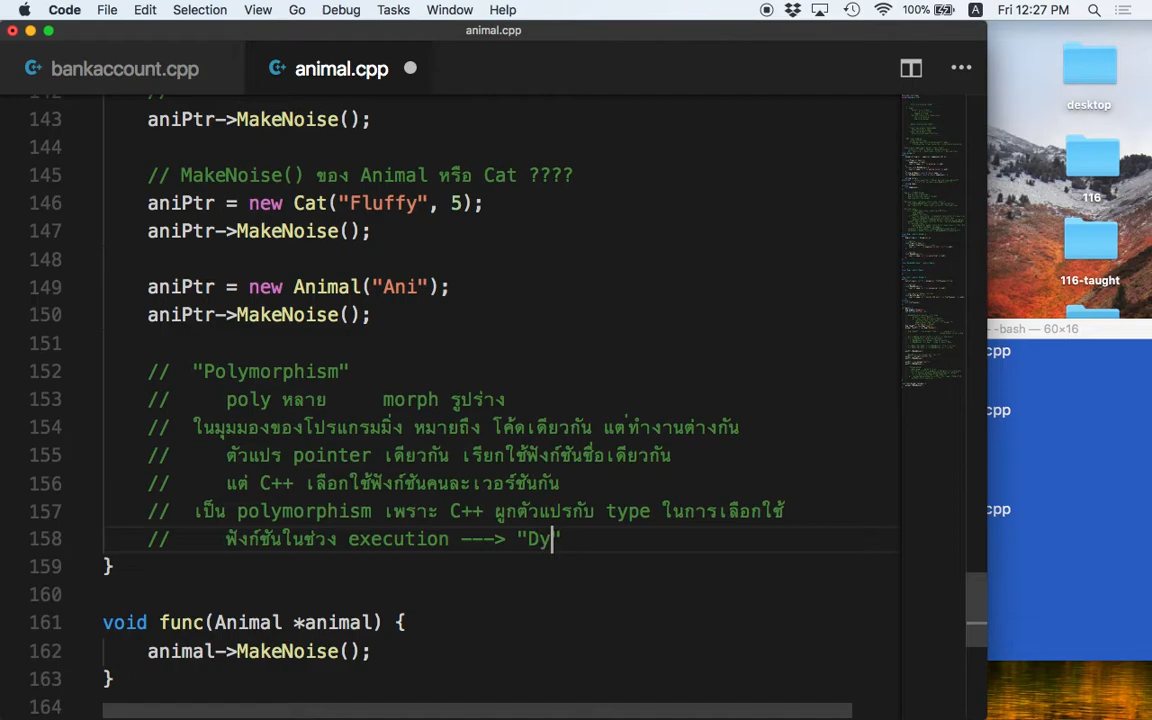 Code File Edit Selection View Go Debug Tasks Window Help 100% A Fri 12:27 PM
animal.cpp
bankaccount.cpp animal.cpp
desktop
116
116-taught
-bash — 60×16
cpp
cpp
cpp
143 aniPtr->MakeNoise();
144
145 // MakeNoise() ของ Animal หรือ Cat ????
146 aniPtr = new Cat("Fluffy", 5);
147 aniPtr->MakeNoise();
148
149 aniPtr = new Animal("Ani");
150 aniPtr->MakeNoise();
151
152 // "Polymorphism"
153 // poly หลาย morph รูปร่าง
154 // ในมุมมองของโปรแกรมมิ่ง หมายถึง โค้ดเดียวกัน แต่ทำงานต่างกัน
155 // ตัวแปร pointer เดียวกัน เรียกใช้ฟังก์ชันชื่อเดียวกัน
156 // แต่ C++ เลือกใช้ฟังก์ชันคนละเวอร์ชันกัน
157 // เป็น polymorphism เพราะ C++ ผูกตัวแปรกับ type ในการเลือกใช้
158 // ฟังก์ชันในช่วง execution ---> "Dy"
159 }
160
161 void func(Animal *animal) {
162 animal->MakeNoise();
163 }
164